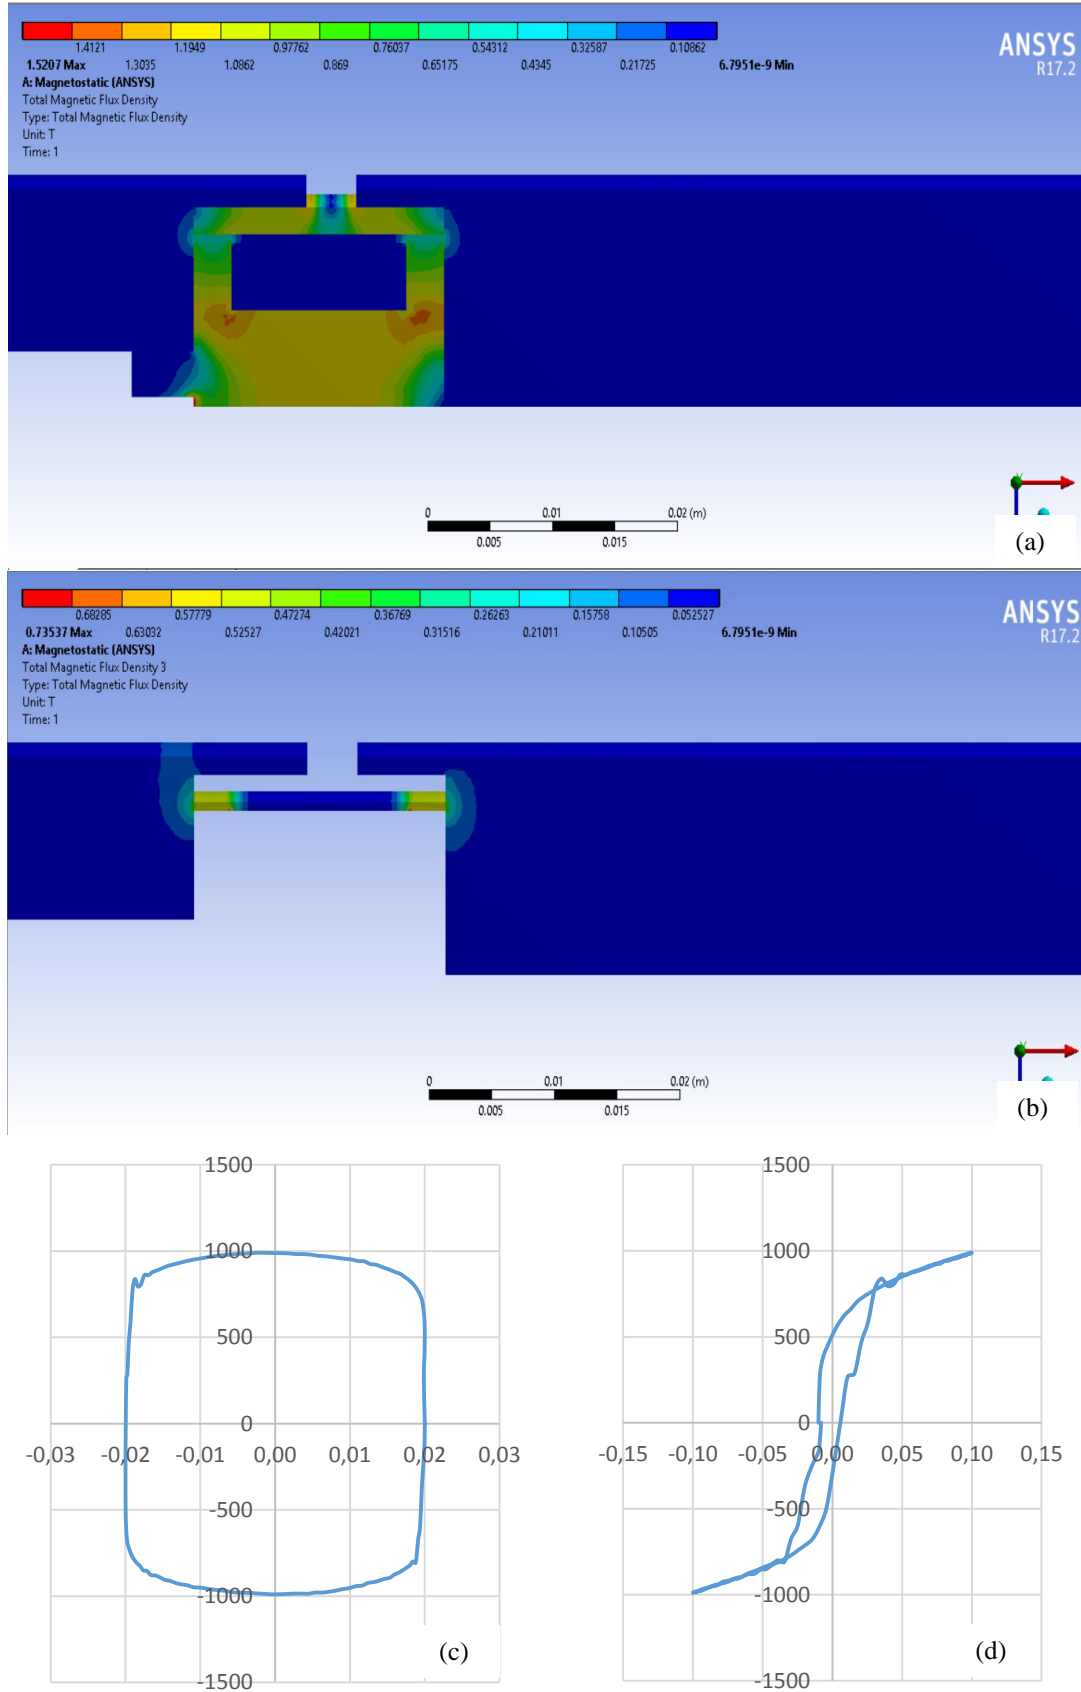 1.4121 1.1949 0.97762 0.76037 0.54312 0.32587 0.10862
1.5207 Max 1.3035 1.0862 0.869 0.65175 0.4345 0.21725 6.7951e-9 Min
A: Magnetostatic (ANSYS)
Total Magnetic Flux Density
Type: Total Magnetic Flux Density
Unit: T
Time: 1
ANSYS
R17.2
0 0.01 0.02 (m)
0.005 0.015
(a)
0.68285 0.57779 0.47274 0.36769 0.26263 0.15758 0.052527
0.73537 Max 0.63032 0.52527 0.42021 0.31516 0.21011 0.10505 6.7951e-9 Min
A: Magnetostatic (ANSYS)
Total Magnetic Flux Density 3
Type: Total Magnetic Flux Density
Unit: T
Time: 1
ANSYS
R17.2
0 0.01 0.02 (m)
0.005 0.015
(b)
1500
1000
500
0
-0,03 -0,02 -0,01 0,00 0,01 0,02 0,03
-500
-1000
-1500
(c)
1500
1000
500
0
-0,15 -0,10 -0,05 0,00 0,05 0,10 0,15
-500
-1000
-1500
(d)